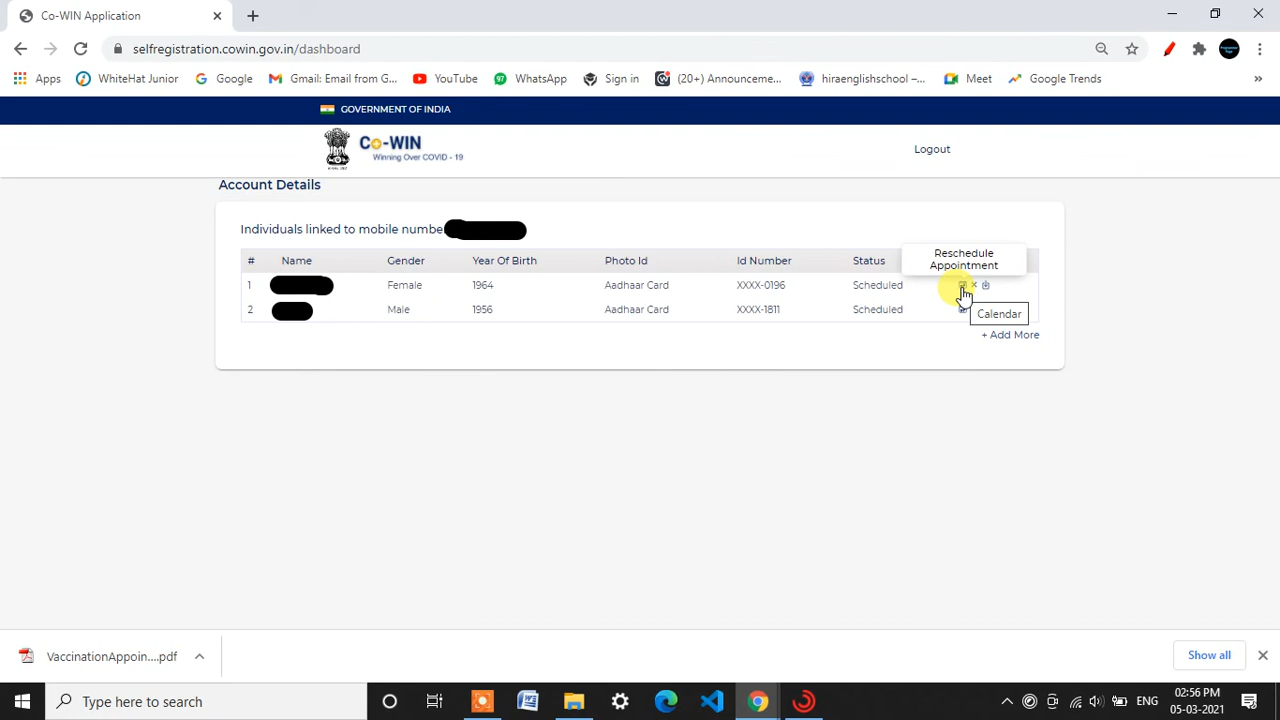 Co-WIN Application
selfregistration.cowin.gov.in/dashboard
Apps WhiteHat Junior Google Gmail: Email from G... YouTube WhatsApp Sign in (20+) Announceme... hiraenglishschool –... Meet Google Trends »
GOVERNMENT OF INDIA
Co-WIN
Winning Over COVID - 19
Logout
Account Details
Individuals linked to mobile numbe
# Name Gender Year Of Birth Photo Id Id Number Status
Reschedule
Appointment
1 Female 1964 Aadhaar Card XXXX-0196 Scheduled
2 Male 1956 Aadhaar Card XXXX-1811 Scheduled
Calendar
+ Add More
VaccinationAppoin....pdf
Show all
Type here to search
ENG
02:56 PM
05-03-2021